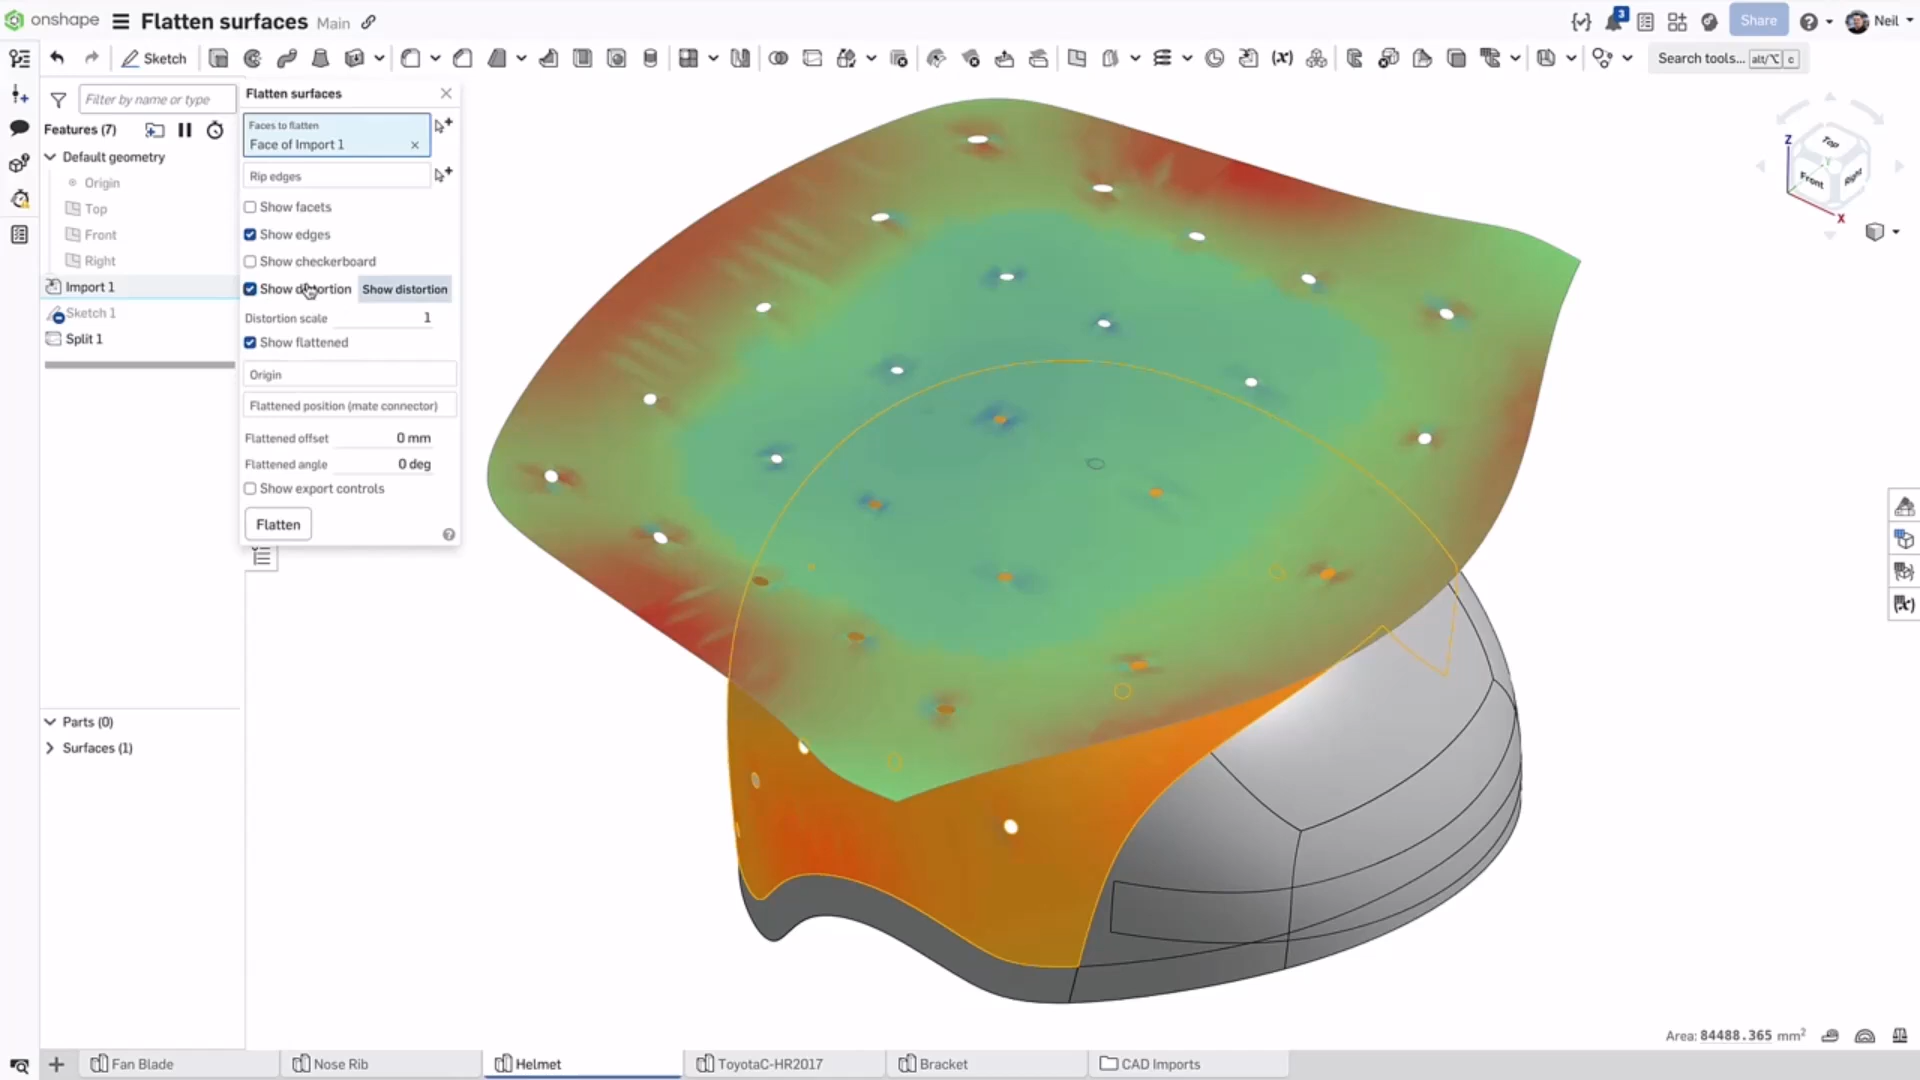 onshape
Flatten surfaces Main
3
Share
Neil
Sketch
Search tools... alt/⌥ c
Filter by name or type
Features (7)
Default geometry
Origin
Top
Front
Right
Import 1
Sketch 1
Split 1
Parts (0)
Surfaces (1)
Flatten surfaces
Faces to flatten
Face of Import 1
Rip edges
Show facets
Show edges
Show checkerboard
Show distortion Show distortion
Distortion scale 1
Show flattened
Origin
Flattened position (mate connector)
Flattened offset 0 mm
Flattened angle 0 deg
Show export controls
Flatten
Z
Top
Front
Right
X
Area: 84488.365 mm²
Fan Blade
Nose Rib
Helmet
ToyotaC-HR2017
Bracket
CAD Imports